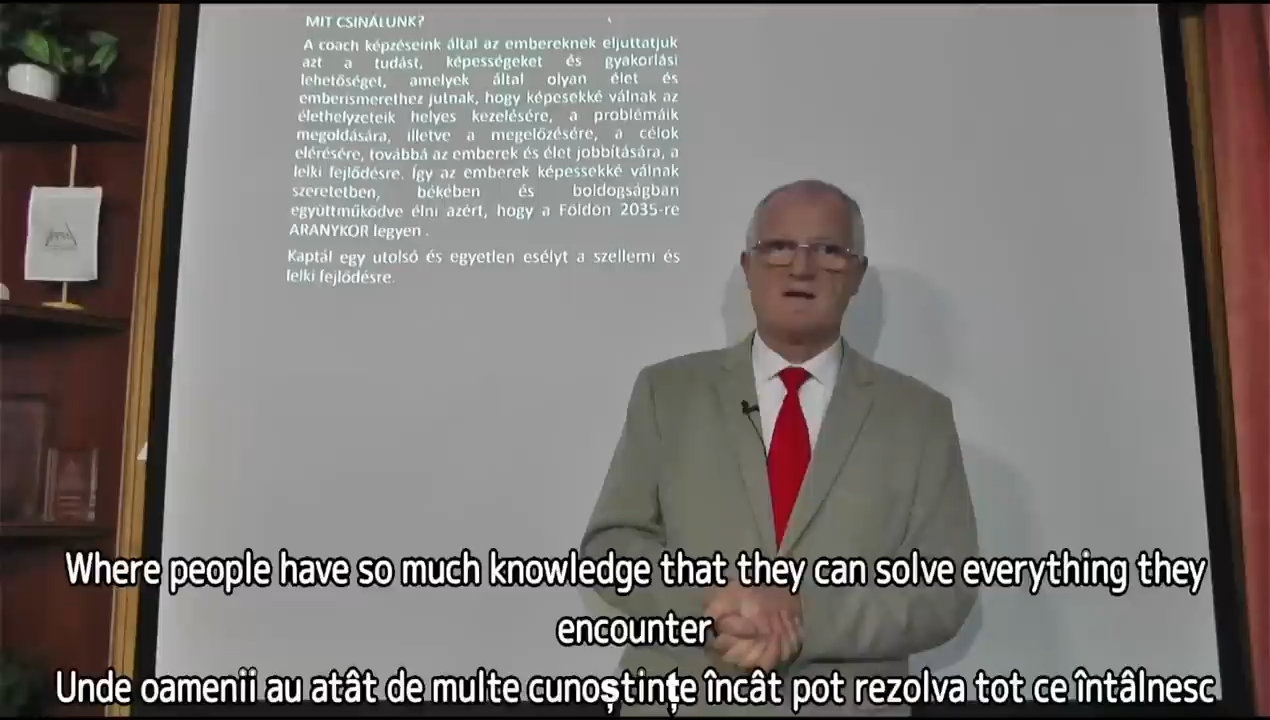 MIT CSINÁLUNK?
A coach képzéseink által az embereknek eljuttatjuk
azt a tudást, képességeket és gyakorlási
lehetőséget, amelyek által olyan élet és
emberismerethez jutnak, hogy képesekké válnak az
élethelyzeteik helyes kezelésére, a problémáik
megoldására, illetve a megelőzésére, a célok
elérésére, továbbá az emberek és élet jobbítására, a
lelki fejlődésre. Így az emberek képessekké válnak
szeretetben, békében és boldogságban
együttműködve élni azért, hogy a Földön 2035-re
ARANYKOR legyen .
Kaptál egy utolsó és egyetlen esélyt a szellemi és
lelki fejlődésre.
Where people have so much knowledge that they can solve everything they
encounter
Unde oamenii au atât de multe cunoștințe încât pot rezolva tot ce întâlnesc